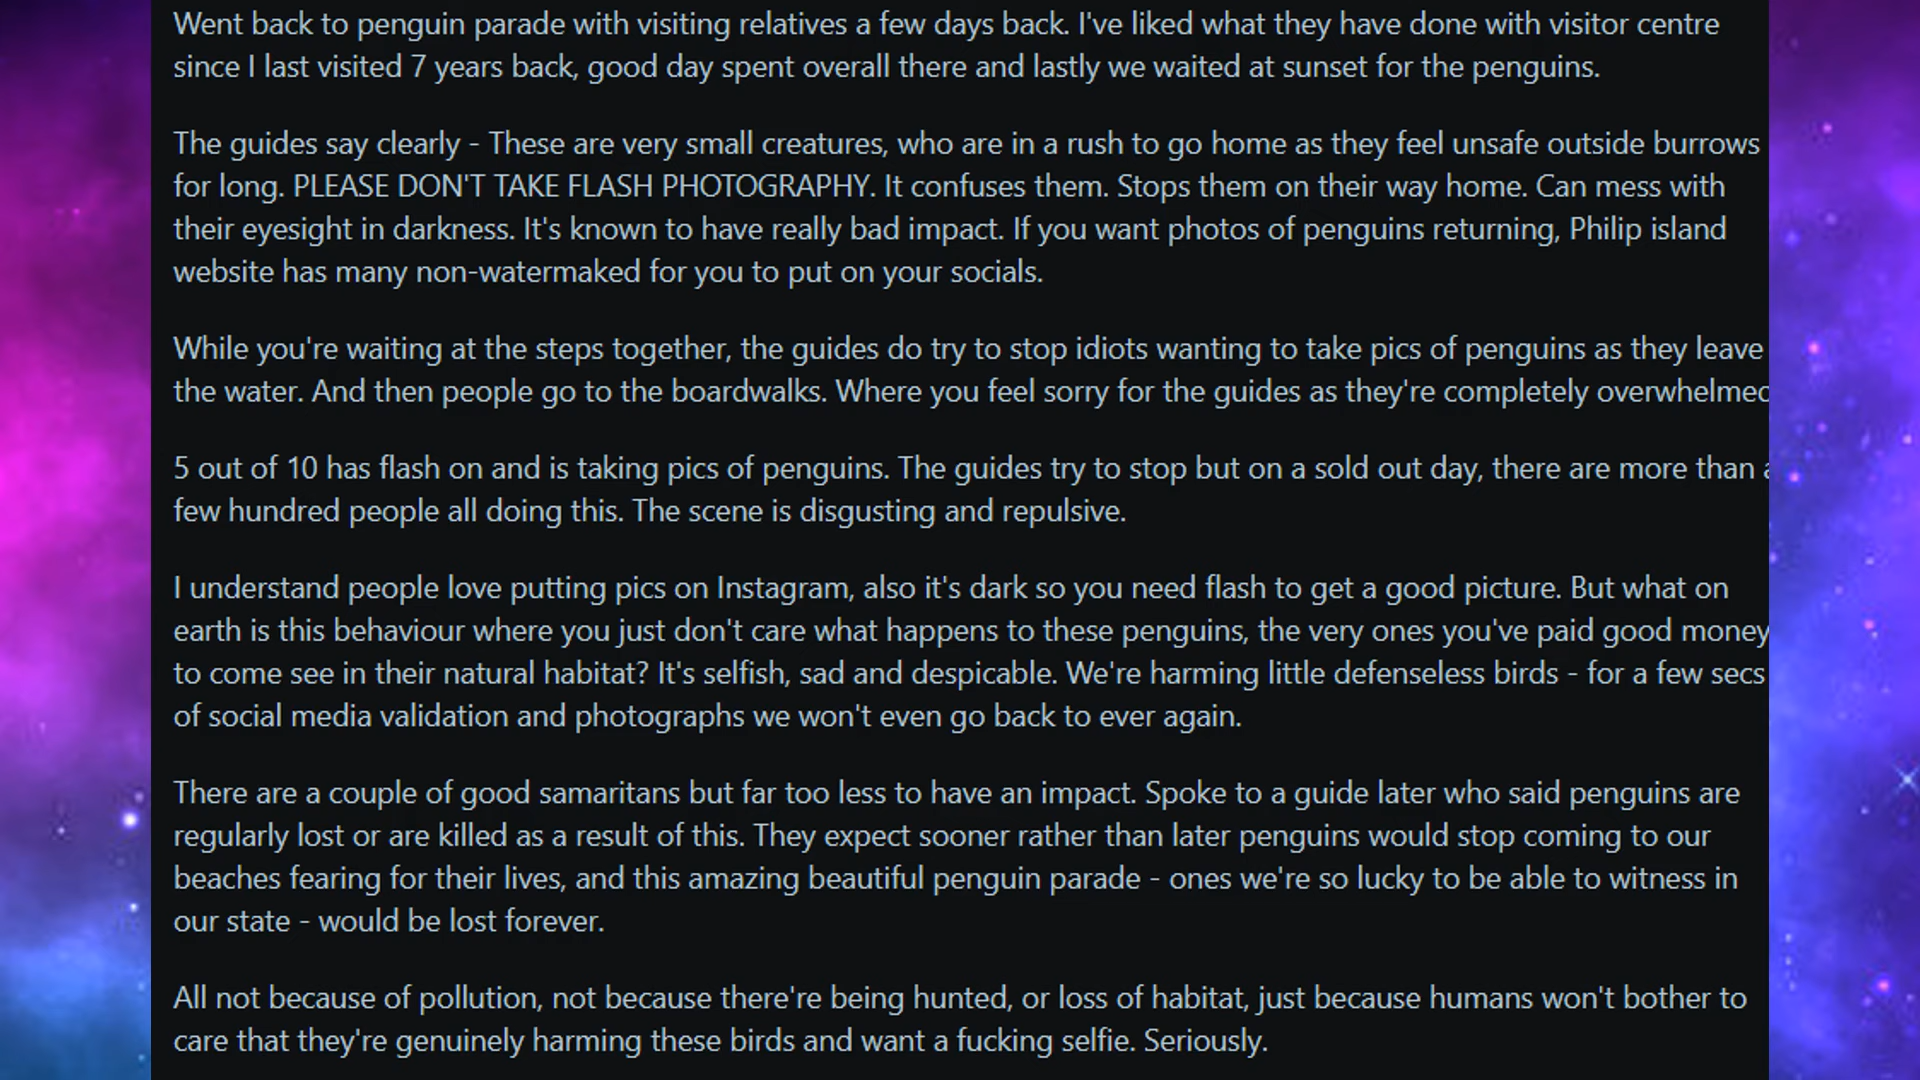 Went back to penguin parade with visiting relatives a few days back. I've liked what they have done with visitor centre
since I last visited 7 years back, good day spent overall there and lastly we waited at sunset for the penguins.
The guides say clearly - These are very small creatures, who are in a rush to go home as they feel unsafe outside burrows
for long. PLEASE DON'T TAKE FLASH PHOTOGRAPHY. It confuses them. Stops them on their way home. Can mess with
their eyesight in darkness. It's known to have really bad impact. If you want photos of penguins returning, Philip island
website has many non-watermaked for you to put on your socials.
While you're waiting at the steps together, the guides do try to stop idiots wanting to take pics of penguins as they leave
the water. And then people go to the boardwalks. Where you feel sorry for the guides as they're completely overwhelmed
5 out of 10 has flash on and is taking pics of penguins. The guides try to stop but on a sold out day, there are more than a
few hundred people all doing this. The scene is disgusting and repulsive.
I understand people love putting pics on Instagram, also it's dark so you need flash to get a good picture. But what on
earth is this behaviour where you just don't care what happens to these penguins, the very ones you've paid good money
to come see in their natural habitat? It's selfish, sad and despicable. We're harming little defenseless birds - for a few secs
of social media validation and photographs we won't even go back to ever again.
There are a couple of good samaritans but far too less to have an impact. Spoke to a guide later who said penguins are
regularly lost or are killed as a result of this. They expect sooner rather than later penguins would stop coming to our
beaches fearing for their lives, and this amazing beautiful penguin parade - ones we're so lucky to be able to witness in
our state - would be lost forever.
All not because of pollution, not because there're being hunted, or loss of habitat, just because humans won't bother to
care that they're genuinely harming these birds and want a fucking selfie. Seriously.